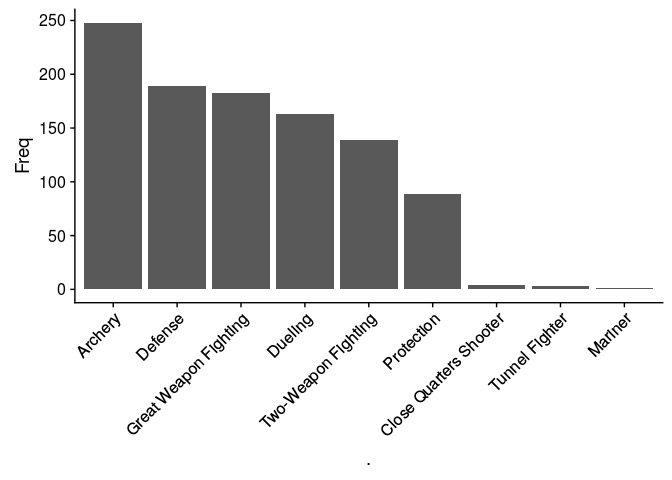 250
200
150
100
50
0
Freq
Archery
Defense
Great Weapon Fighting
Dueling
Two-Weapon Fighting
Protection
Close Quarters Shooter
Tunnel Fighter
Mariner
.